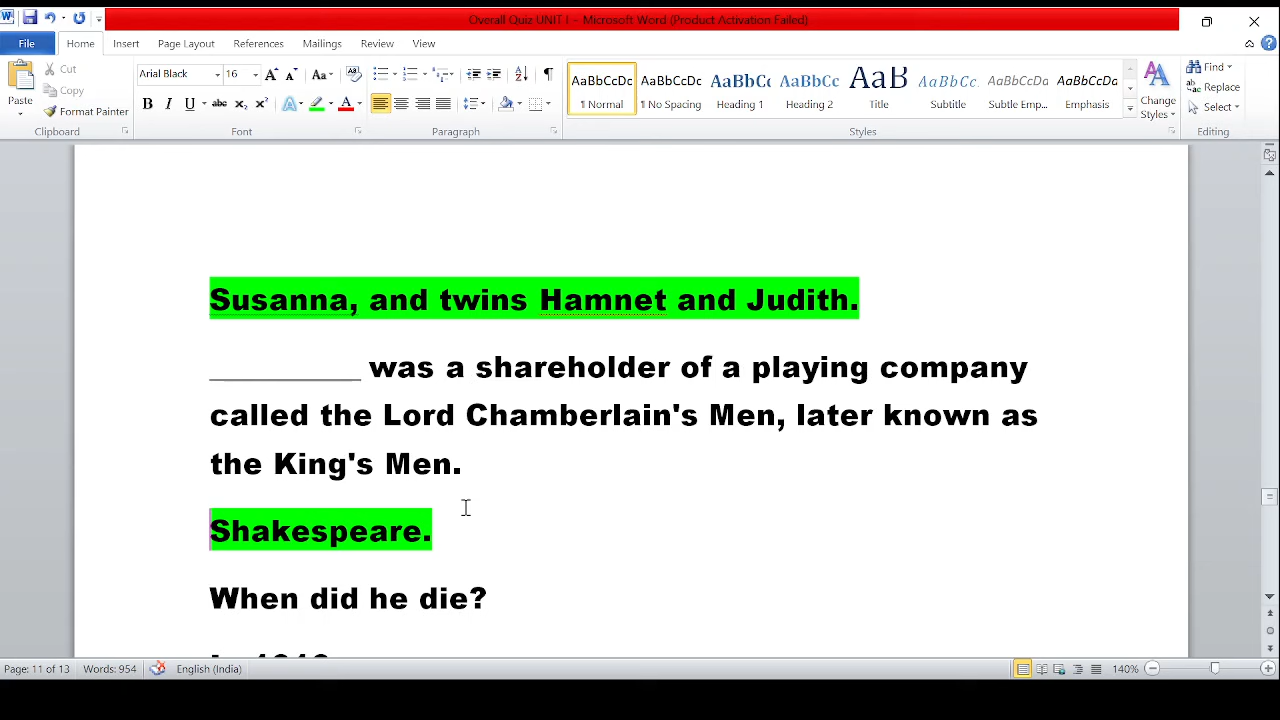 Overall Quiz UNIT I - Microsoft Word (Product Activation Failed)
File Home Insert Page Layout References Mailings Review View
Paste
Cut
Copy
Format Painter
Clipboard
Arial Black 16
Font
Paragraph
AaBbCcDc ¶ Normal
AaBbCcDc ¶ No Spacing
AaBbCc Heading 1
AaBbCc Heading 2
AaB Title
AaBbCc. Subtitle
AaBbCcDc Subtle Em...
AaBbCcDc Emphasis
Change Styles
Styles
Find
Replace
Select
Editing
Susanna, and twins Hamnet and Judith.
__________ was a shareholder of a playing company
called the Lord Chamberlain's Men, later known as
the King's Men.
Shakespeare.
When did he die?
Page: 11 of 13 Words: 954 English (India) 140%